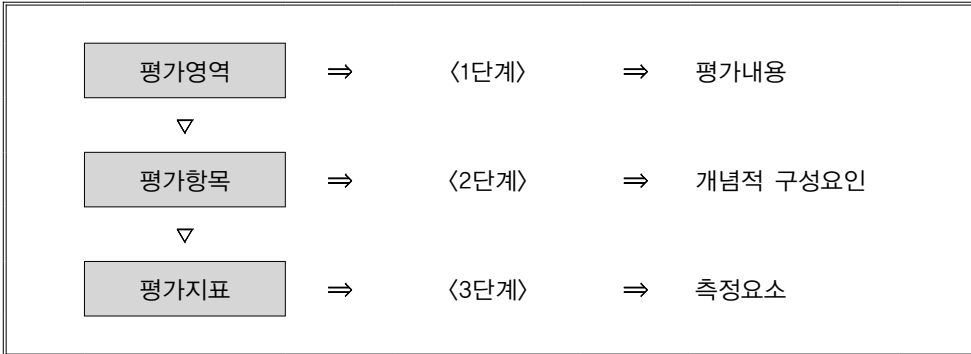 평가영역 ⇒ 〈1단계〉 ⇒ 평가내용
▽
평가항목 ⇒ 〈2단계〉 ⇒ 개념적 구성요인
▽
평가지표 ⇒ 〈3단계〉 ⇒ 측정요소